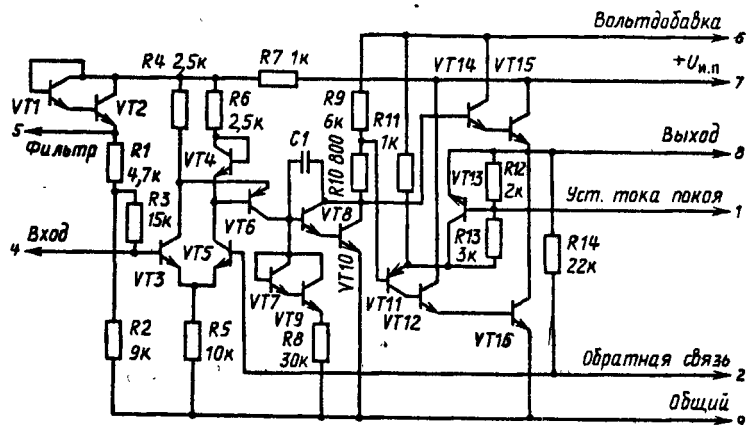 Вольтдобавка
6
R4 2,5к
R7 1к
VT14
VT15
+Uи.п
7
VT1
VT2
R6
2,5к
R9
6к
R11
1к
5
Фильтр
R1
4,7к
VT4
C1
R10 800
Выход
8
VT13
R12
2к
Уст. тока покоя
1
R3
15к
VT6
VT8
4
Вход
VT3
VT5
VT10
R13
3к
R14
22к
VT7
VT9
VT11
VT12
R2
9к
R5
10к
R8
30к
VT16
Обратная связь
2
Общий
9